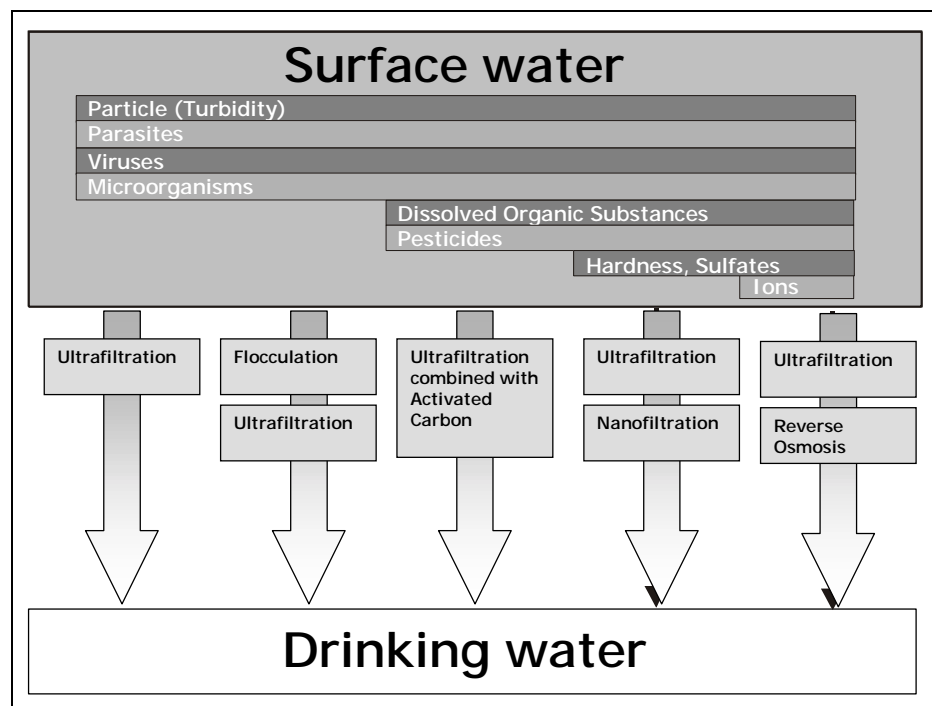 Surface water
Particle (Turbidity)
Parasites
Viruses
Microorganisms
Dissolved Organic Substances
Pesticides
Hardness, Sulfates
Ions
Ultrafiltration
Flocculation
Ultrafiltration
Ultrafiltration
combined with
Activated
Carbon
Ultrafiltration
Nanofiltration
Ultrafiltration
Reverse
Osmosis
Drinking water